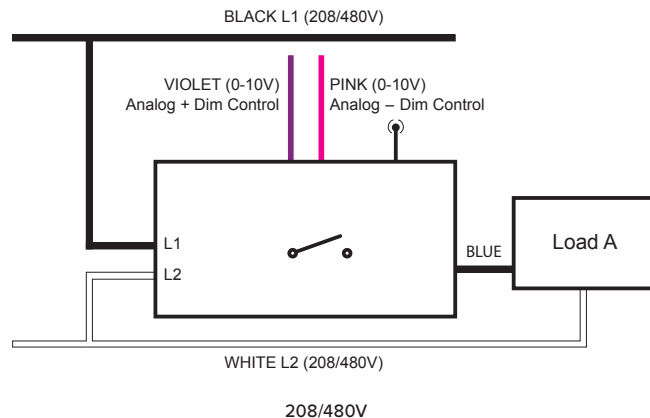 BLACK L1 (208/480V)
VIOLET (0-10V)
Analog + Dim Control
PINK (0-10V)
Analog – Dim Control
L1
L2
BLUE
Load A
WHITE L2 (208/480V)
208/480V